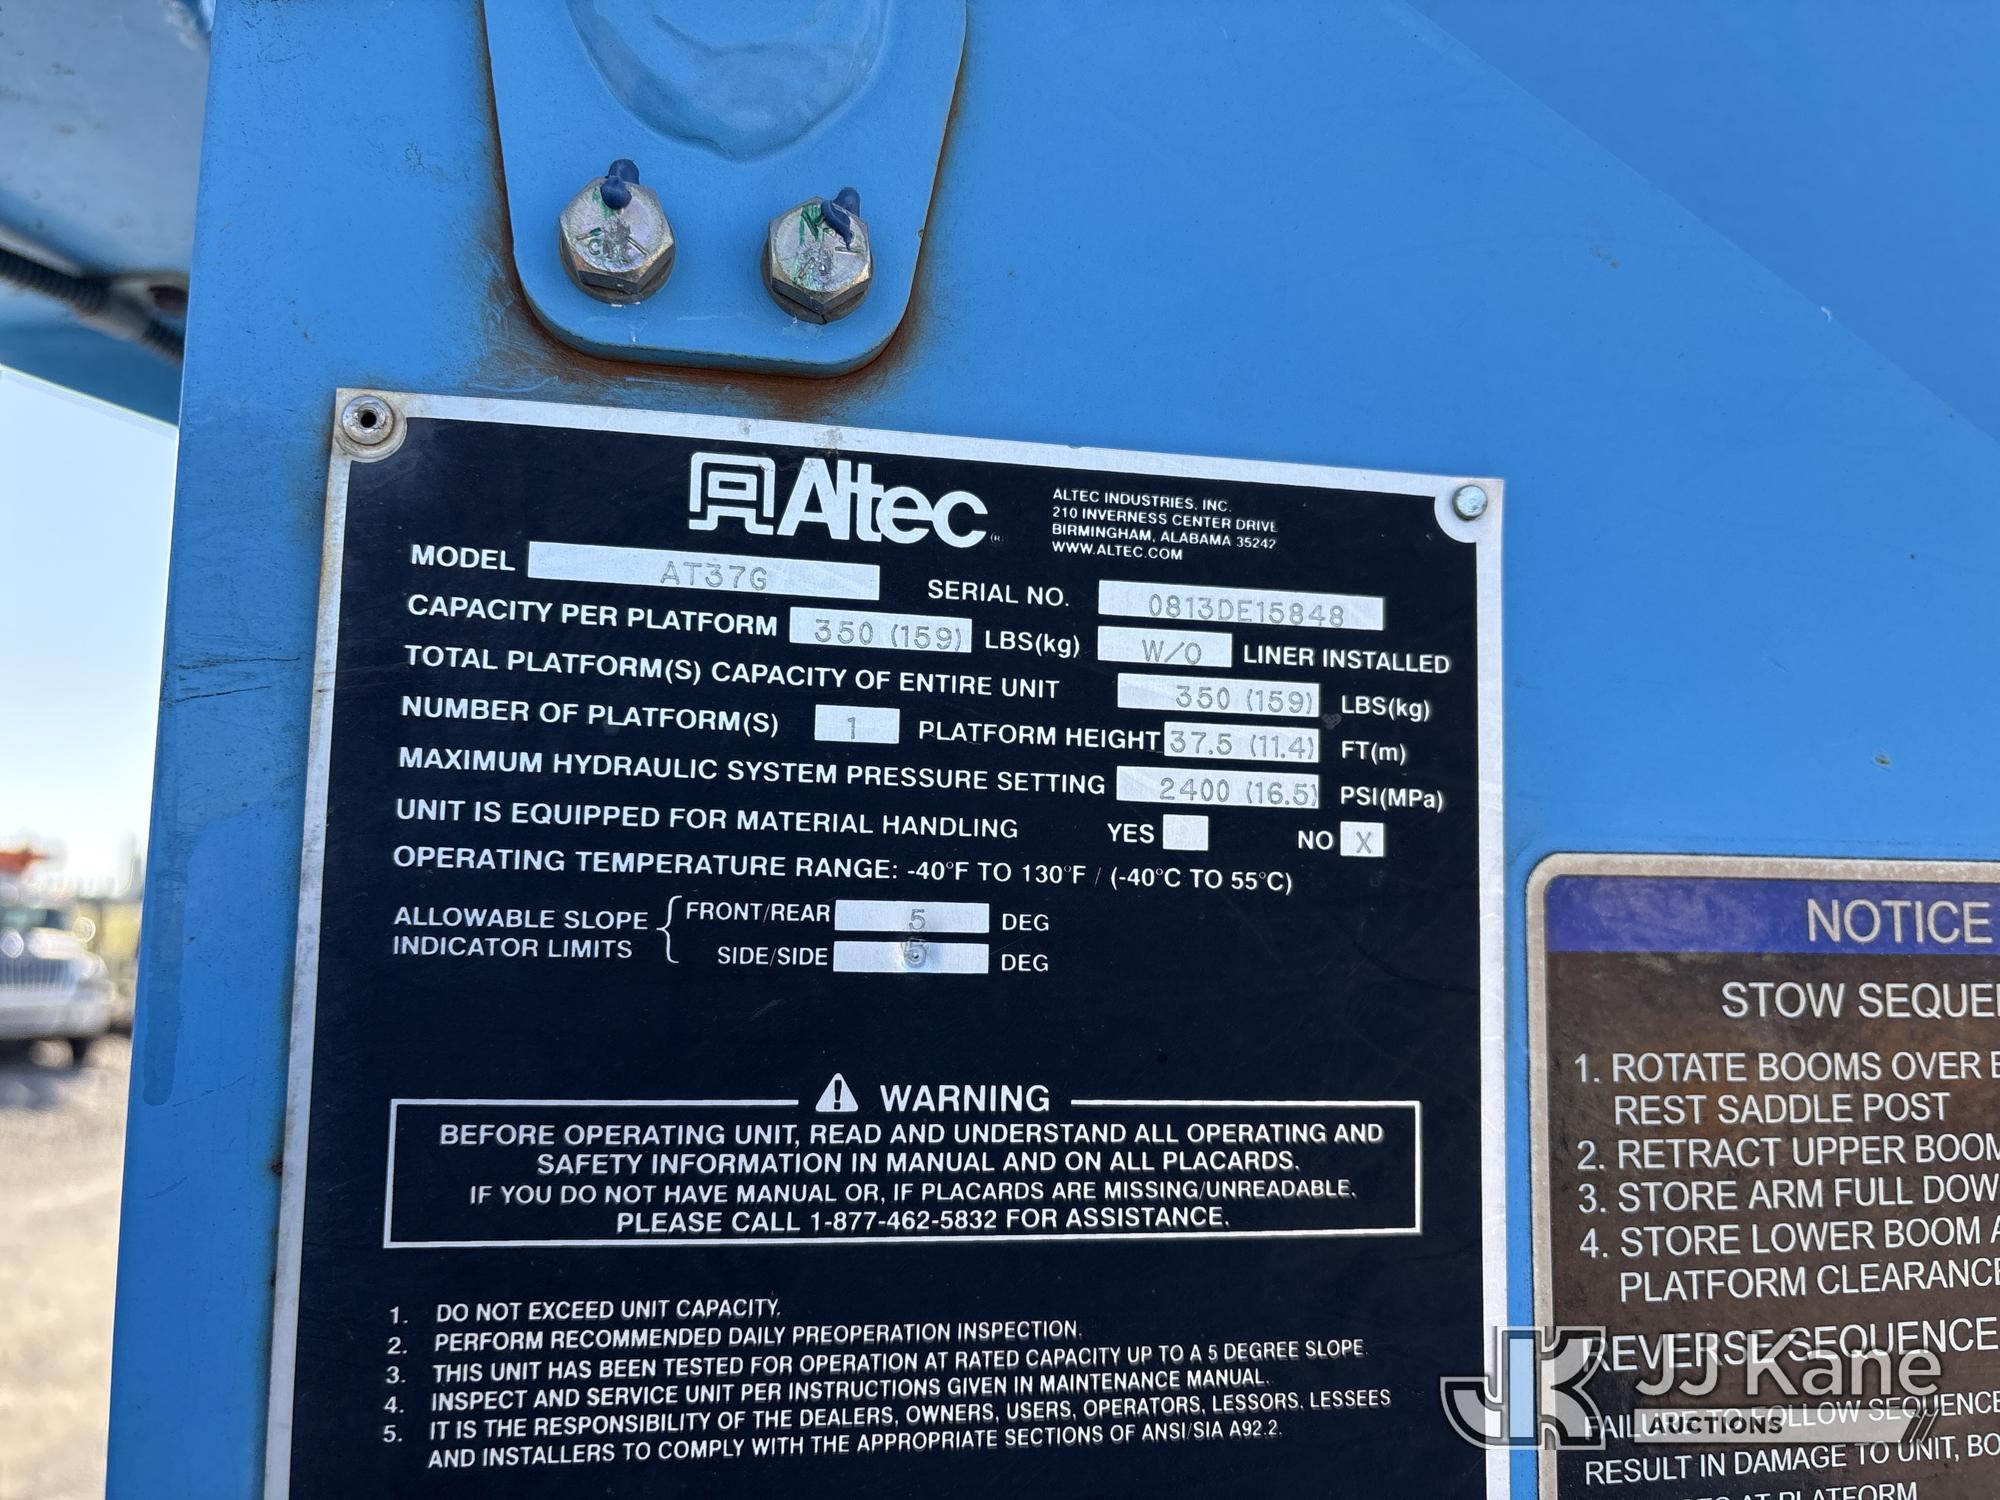 Altec
ALTEC INDUSTRIES, INC.
210 INVERNESS CENTER DRIVE
BIRMINGHAM, ALABAMA 35242
WWW.ALTEC.COM
MODEL AT37G SERIAL NO. 0813DE15848
CAPACITY PER PLATFORM 350 (159) LBS(kg) W/O LINER INSTALLED
TOTAL PLATFORM(S) CAPACITY OF ENTIRE UNIT 350 (159) LBS(kg)
NUMBER OF PLATFORM(S) 1 PLATFORM HEIGHT 37.5 (11.4) FT(m)
MAXIMUM HYDRAULIC SYSTEM PRESSURE SETTING 2400 (16.5) PSI(MPa)
UNIT IS EQUIPPED FOR MATERIAL HANDLING YES NO X
OPERATING TEMPERATURE RANGE: -40°F TO 130°F / (-40°C TO 55°C)
ALLOWABLE SLOPE FRONT/REAR 5 DEG
INDICATOR LIMITS SIDE/SIDE 5 DEG
WARNING
BEFORE OPERATING UNIT, READ AND UNDERSTAND ALL OPERATING AND
SAFETY INFORMATION IN MANUAL AND ON ALL PLACARDS.
IF YOU DO NOT HAVE MANUAL OR, IF PLACARDS ARE MISSING/UNREADABLE,
PLEASE CALL 1-877-462-5832 FOR ASSISTANCE.
1. DO NOT EXCEED UNIT CAPACITY.
2. PERFORM RECOMMENDED DAILY PREOPERATION INSPECTION.
3. THIS UNIT HAS BEEN TESTED FOR OPERATION AT RATED CAPACITY UP TO A 5 DEGREE SLOPE.
4. INSPECT AND SERVICE UNIT PER INSTRUCTIONS GIVEN IN MAINTENANCE MANUAL.
5. IT IS THE RESPONSIBILITY OF THE DEALERS, OWNERS, USERS, OPERATORS, LESSORS, LESSEES
AND INSTALLERS TO COMPLY WITH THE APPROPRIATE SECTIONS OF ANSI/SIA A92.2.
NOTICE
STOW SEQUE
1. ROTATE BOOMS OVER
REST SADDLE POST
2. RETRACT UPPER BOOM
3. STORE ARM FULL DOW
4. STORE LOWER BOOM
PLATFORM CLEARANC
REVERSE SEQUENCE
FAILURE TO FOLLOW SEQUENCE
RESULT IN DAMAGE TO UNIT, BO
AT PLATFORM
JJ Kane
AUCTIONS